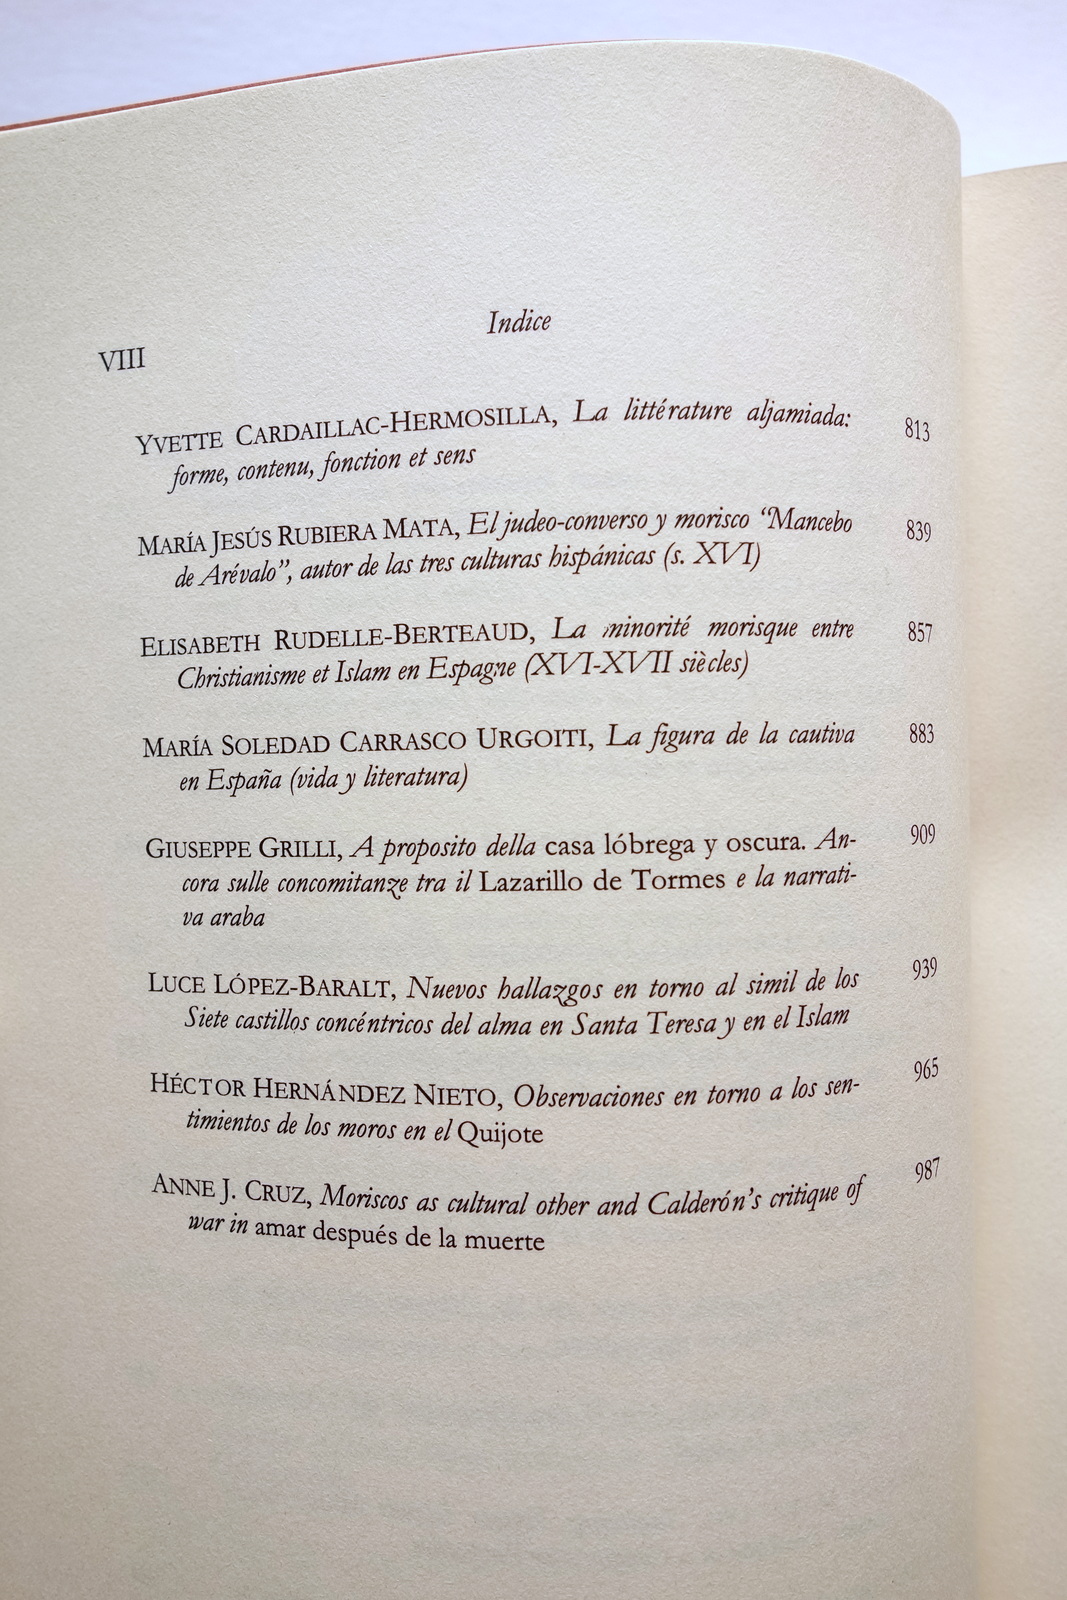 Indice
VIII
YVETTE CARDAILLAC-HERMOSILLA, La littérature aljamiada: 813
forme, contenu, fonction et sens
MARÍA JESÚS RUBIERA MATA, El judeo-converso y morisco “Mancebo 839
de Arévalo”, autor de las tres culturas hispánicas (s. XVI)
ELISABETH RUDELLE-BERTEAUD, La minorité morisque entre 857
Christianisme et Islam en Espagne (XVI-XVII siècles)
MARÍA SOLEDAD CARRASCO URGOITI, La figura de la cautiva 883
en España (vida y literatura)
GIUSEPPE GRILLI, A proposito della casa lóbrega y oscura. An- 909
cora sulle concomitanze tra il Lazarillo de Tormes e la narrati-
va araba
LUCE LÓPEZ-BARALT, Nuevos hallazgos en torno al simil de los 939
Siete castillos concéntricos del alma en Santa Teresa y en el Islam
HÉCTOR HERNÁNDEZ NIETO, Observaciones en torno a los sen- 965
timientos de los moros en el Quijote
ANNE J. CRUZ, Moriscos as cultural other and Calderón's critique of 987
war in amar después de la muerte